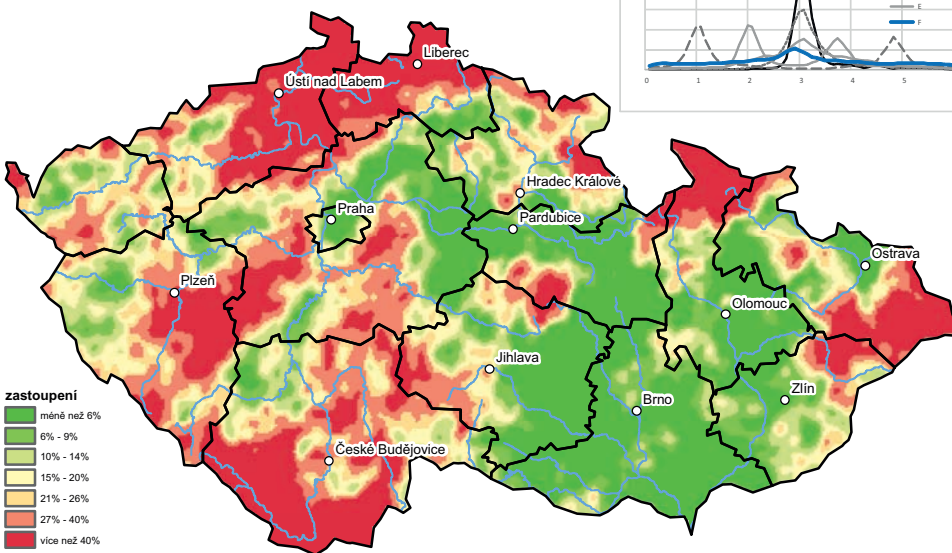 E
F
0 1 2 3 4 5
Liberec
Ústí nad Labem
Hradec Králové
Praha
Pardubice
Ostrava
Plzeň
Olomouc
Jihlava
Zlín
Brno
České Budějovice
zastoupení
méně než 6%
6% - 9%
10% - 14%
15% - 20%
21% - 26%
27% - 40%
více než 40%